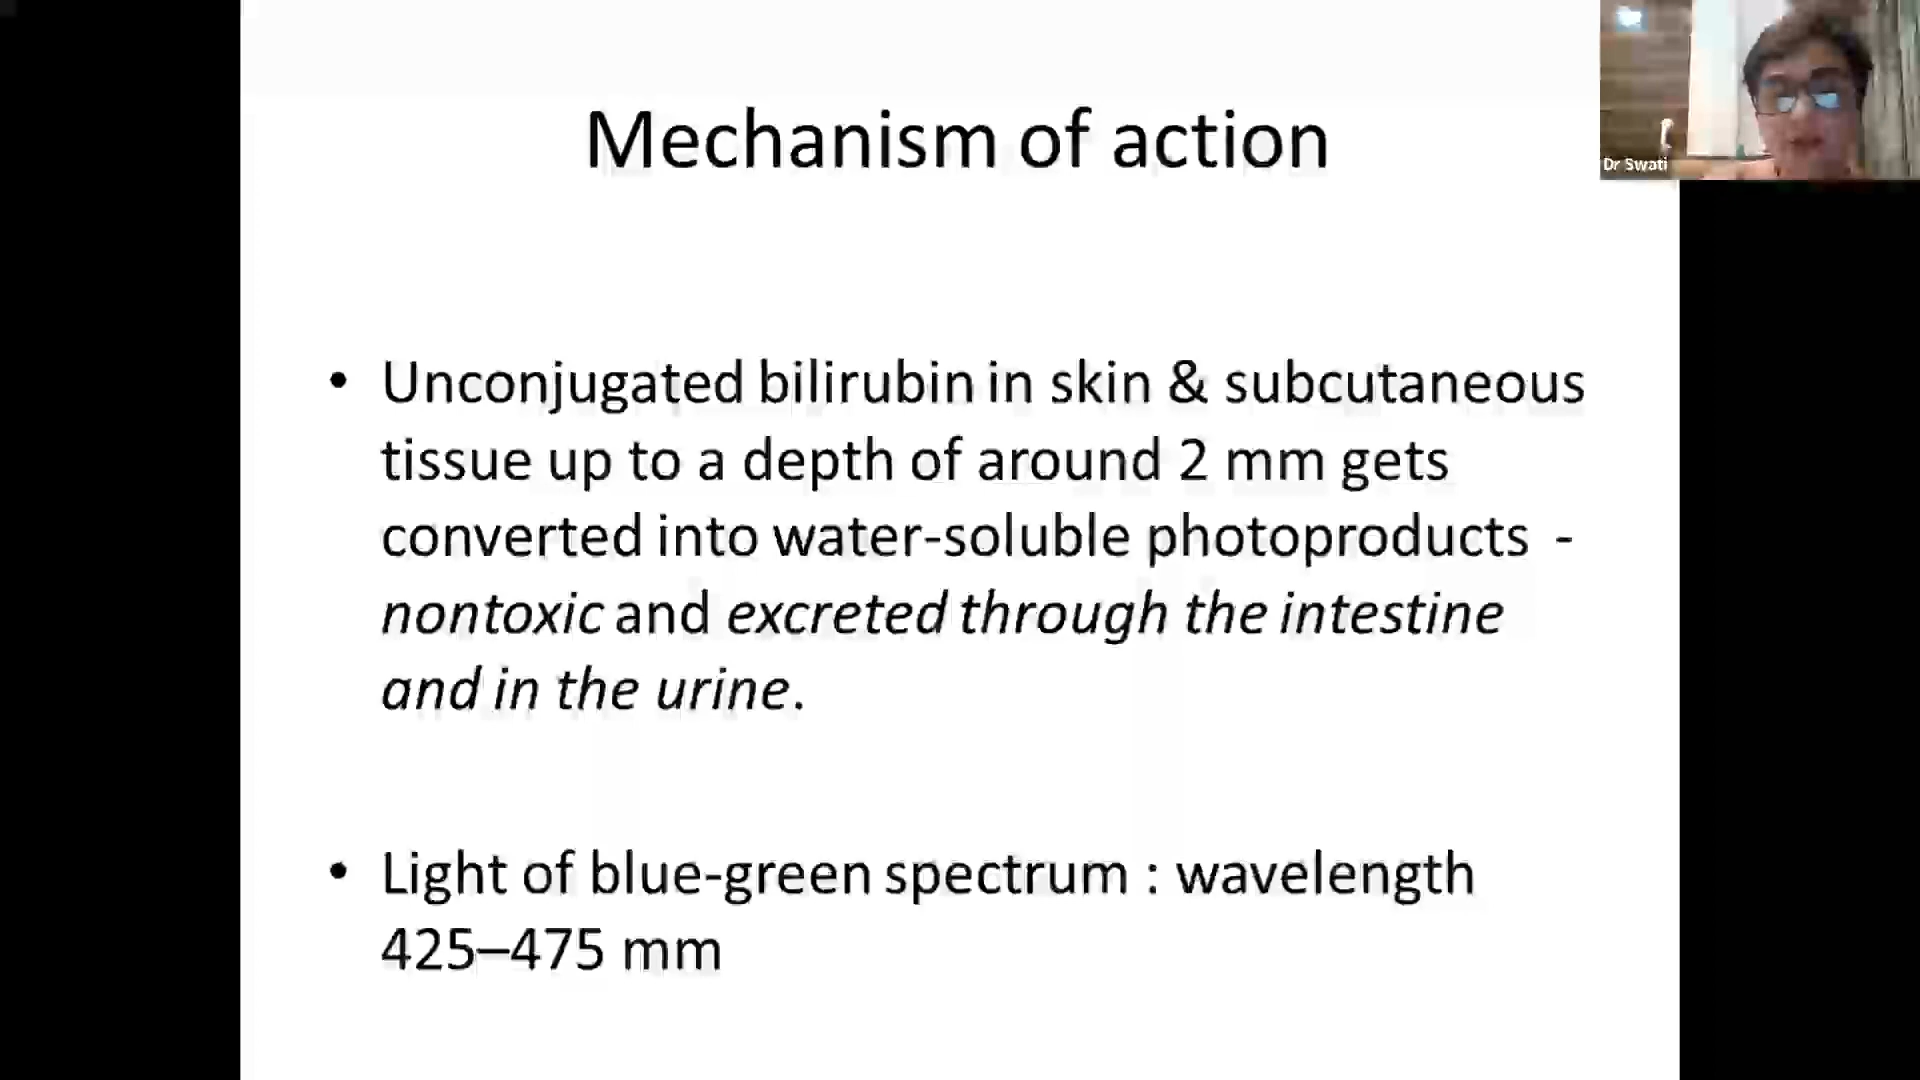 Mechanism of action
Dr Swati
• Unconjugated bilirubin in skin & subcutaneous
tissue up to a depth of around 2 mm gets
converted into water-soluble photoproducts -
nontoxic and excreted through the intestine
and in the urine.
• Light of blue-green spectrum : wavelength
425–475 mm